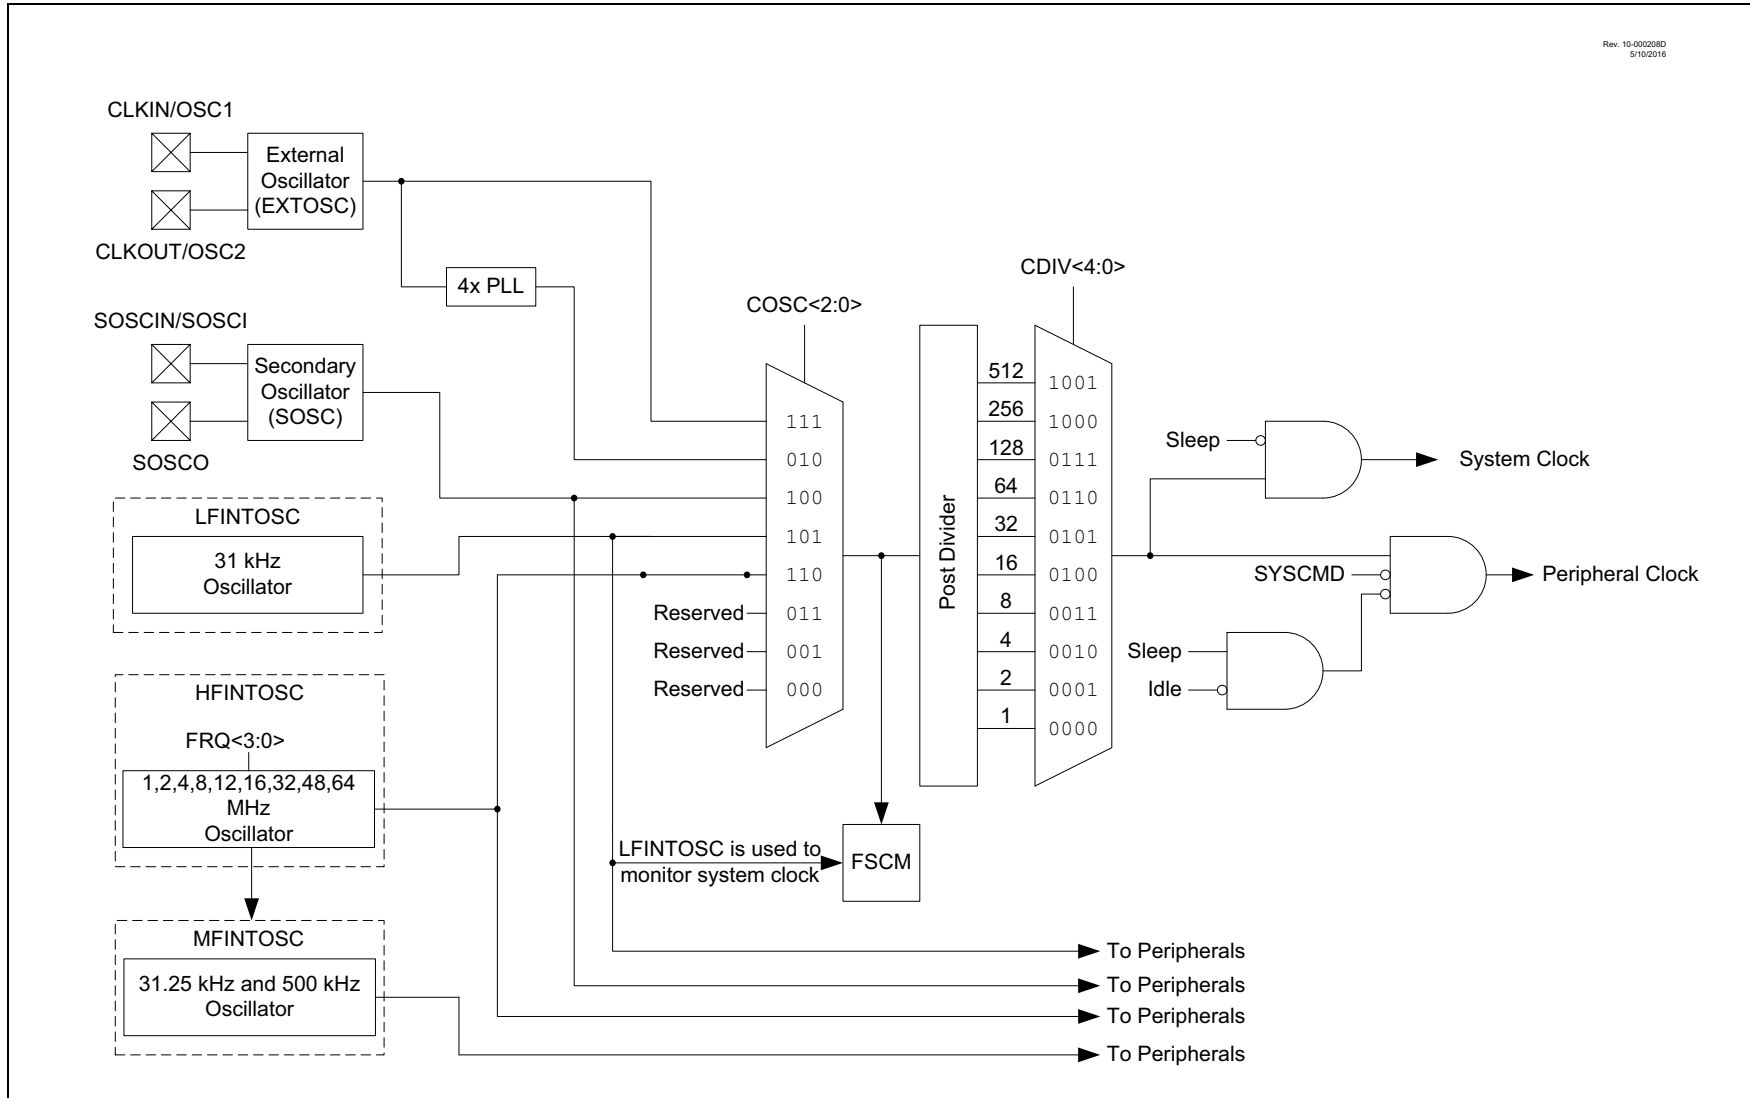 Rev. 10-000208D
5/10/2016
CLKIN/OSC1
External
Oscillator
(EXTOSC)
CLKOUT/OSC2
4x PLL
SOSCIN/SOSCI
Secondary
Oscillator
(SOSC)
SOSCO
LFINTOSC
31 kHz
Oscillator
HFINTOSC
FRQ<3:0>
1,2,4,8,12,16,32,48,64
MHz
Oscillator
MFINTOSC
31.25 kHz and 500 kHz
Oscillator
COSC<2:0>
111
010
100
101
110
Reserved 011
Reserved 001
Reserved 000
LFINTOSC is used to
monitor system clock
FSCM
Post Divider
CDIV<4:0>
512 1001
256 1000
128 0111
64 0110
32 0101
16 0100
8 0011
4 0010
2 0001
1 0000
Sleep
System Clock
SYSCMD
Peripheral Clock
Sleep
Idle
To Peripherals
To Peripherals
To Peripherals
To Peripherals